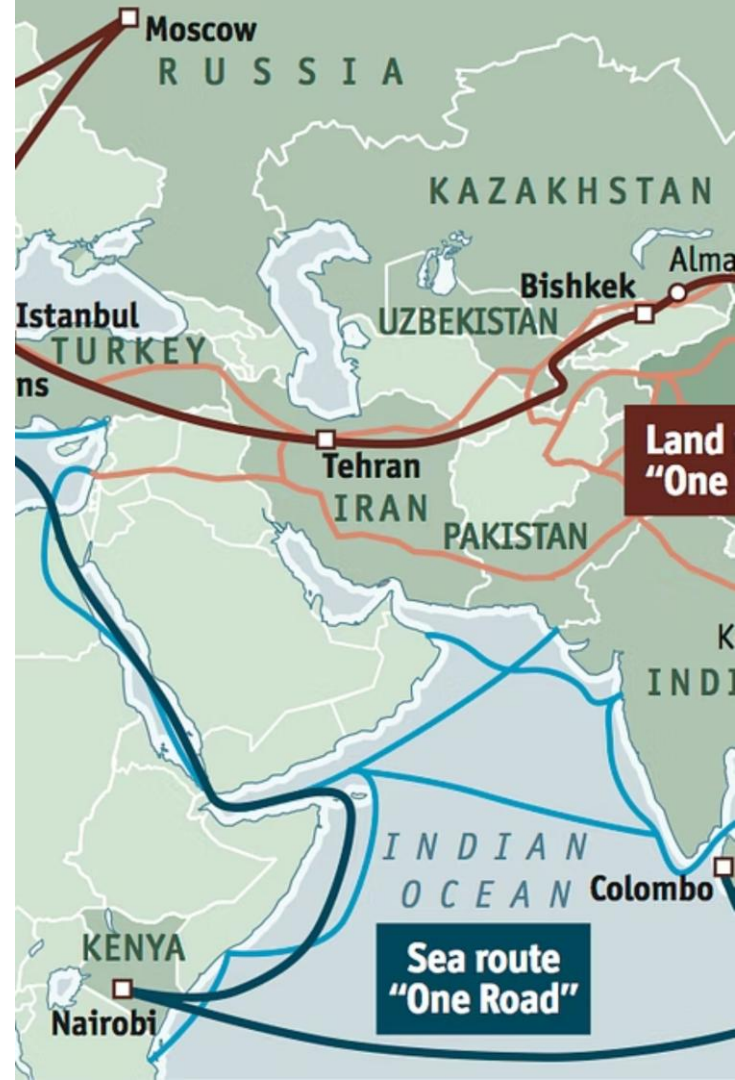 Moscow
RUSSIA
KAZAKHSTAN
Alma
Bishkek
Istanbul
UZBEKISTAN
TURKEY
ns
Land
"One
Tehran
IRAN
PAKISTAN
K
INDI
INDIAN
OCEAN
Colombo
KENYA
Sea route
"One Road"
Nairobi